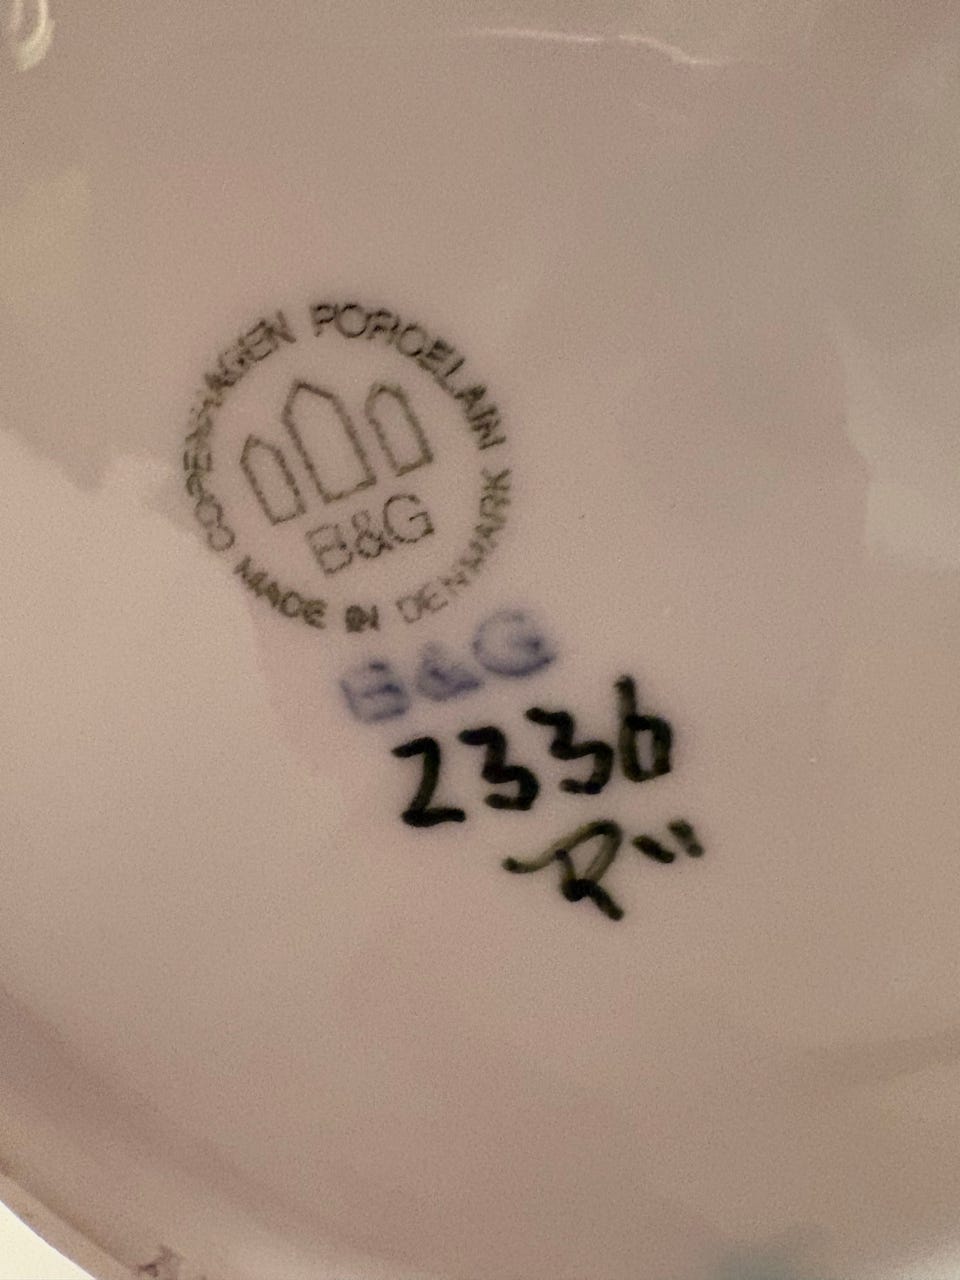 COPENHAGEN PORCELAIN
B&G
MADE IN DENMARK
B&G
2336